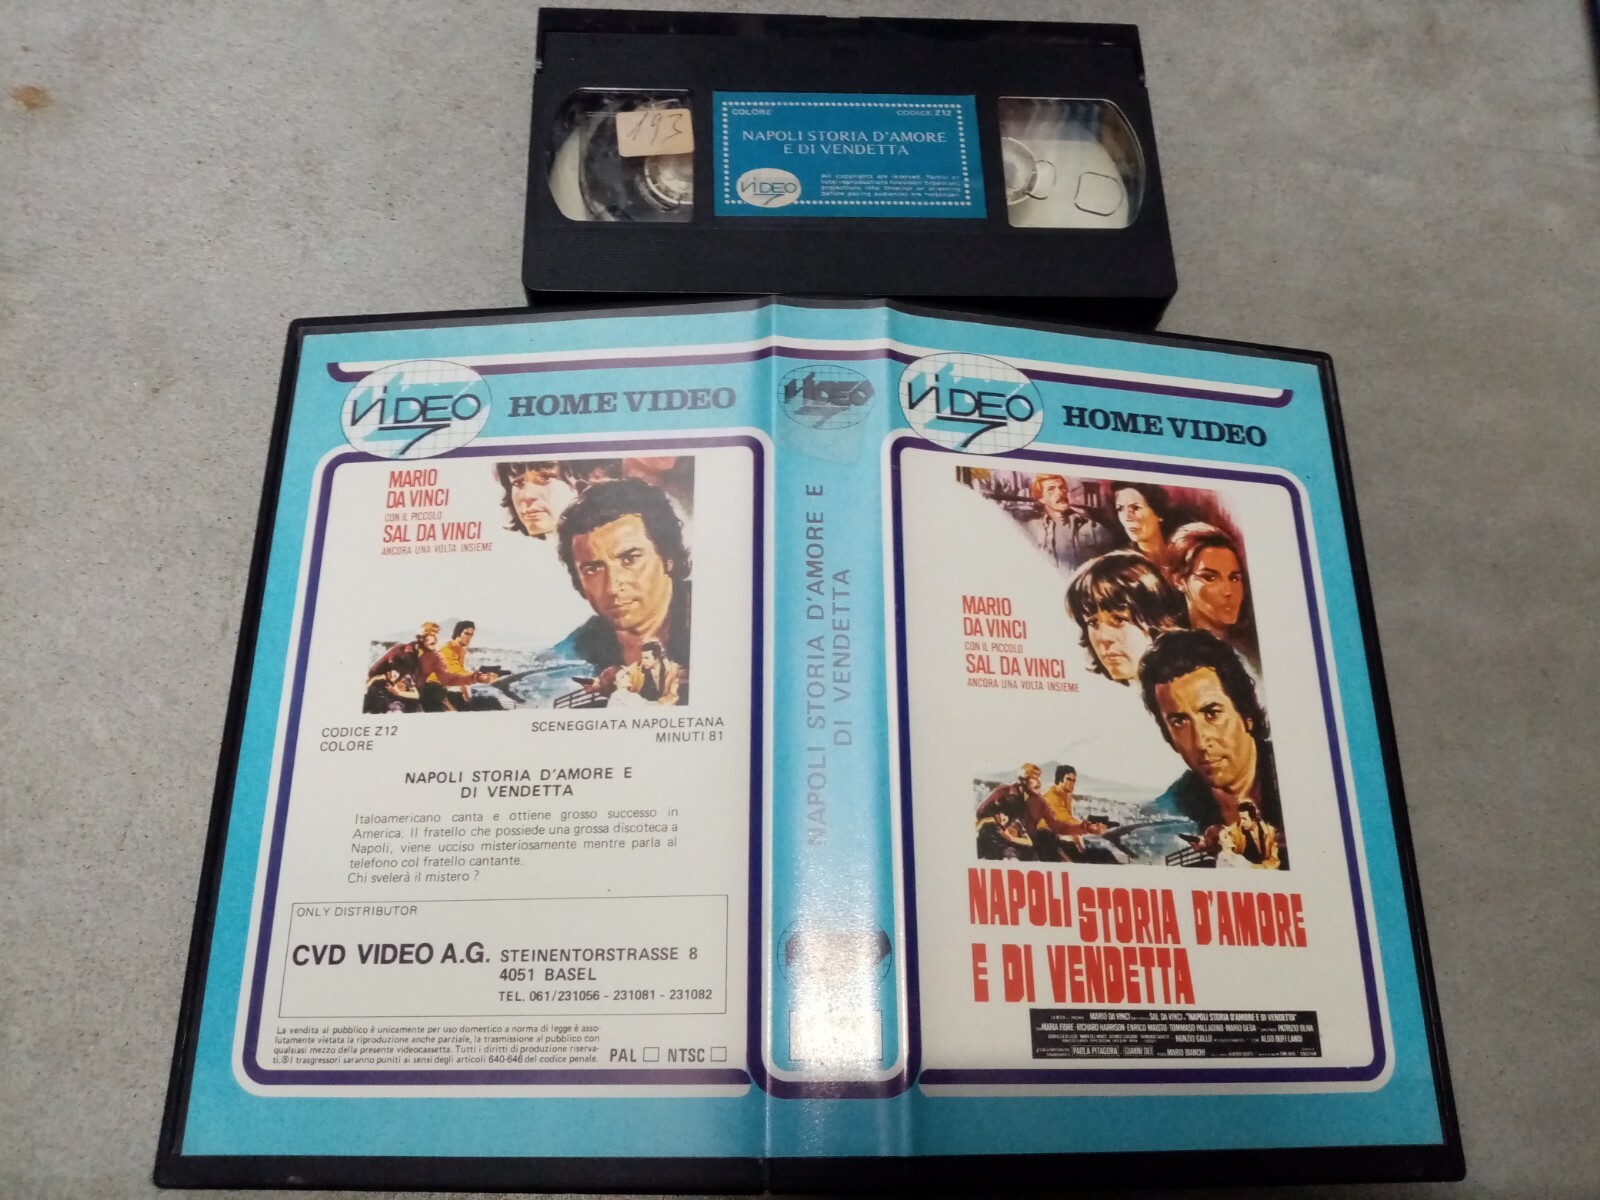 193
COLORE
CODICE Z12
NAPOLI STORIA D'AMORE
E DI VENDETTA
VIDEO 7
All copyrights are reserved.
ViDEO 7
HOME VIDEO
MARIO
DA VINCI
CON IL PICCOLO
SAL DA VINCI
ANCORA UNA VOLTA INSIEME
CODICE Z12
COLORE
SCENEGGIATA NAPOLETANA
MINUTI 81
NAPOLI STORIA D'AMORE E
DI VENDETTA
Italoamericano canta e ottiene grosso successo in
America. Il fratello che possiede una grossa discoteca a
Napoli, viene ucciso misteriosamente mentre parla al
telefono col fratello cantante.
Chi svelerà il mistero ?
ONLY DISTRIBUTOR
CVD VIDEO A.G. STEINENTORSTRASSE 8
4051 BASEL
TEL. 061/231056 - 231081 - 231082
La vendita al pubblico è unicamente per uso domestico a norma di legge è asso-
lutamente vietata la riproduzione anche parziale, la trasmissione al pubblico con
qualsiasi mezzo della presente videocassetta. Tutti i diritti di produzione riserva-
ti.® I trasgressori saranno puniti ai sensi degli articoli 640-646 del codice penale.
PAL NTSC
VIDEO 7
NAPOLI STORIA D'AMORE E
DI VENDETTA
ViDEO 7
HOME VIDEO
MARIO
DA VINCI
CON IL PICCOLO
SAL DA VINCI
ANCORA UNA VOLTA INSIEME
NAPOLI STORIA D'AMORE
E DI VENDETTA
MARIO DA VINCI SAL DA VINCI "NAPOLI STORIA D'AMORE E DI VENDETTA"
MARIA FIORE RICHARD HARRISON ENRICO MAISTO TOMMASO PALLADINO MARIO DEDA PATRIZIO OLIVA
NUNZIO GALLO ALDO BUFI LANDI
PAOLA PITAGORA GIANNI DEI MARIO BIANCHI